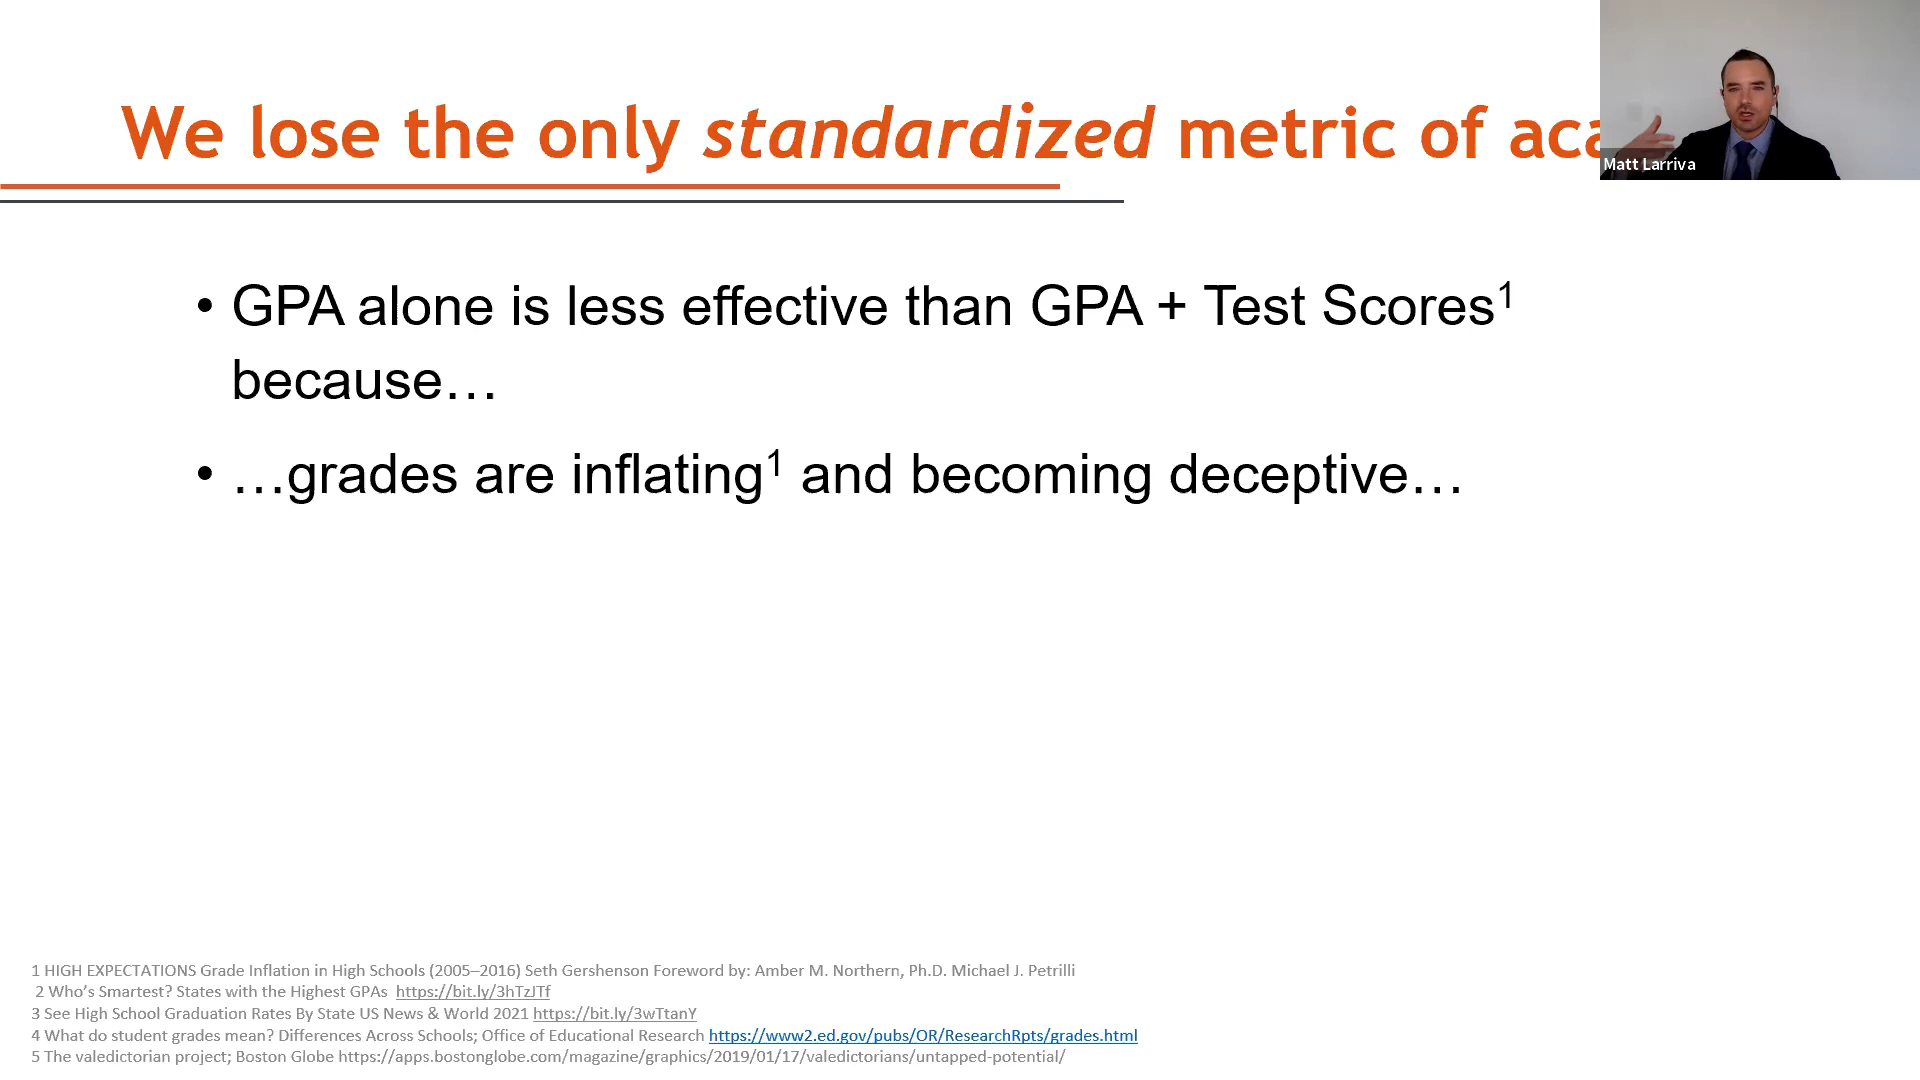 We lose the only standardized metric of aca
Matt Larriva
• GPA alone is less effective than GPA + Test Scores1
because…
• …grades are inflating1 and becoming deceptive…
1 HIGH EXPECTATIONS Grade Inflation in High Schools (2005–2016) Seth Gershenson Foreword by: Amber M. Northern, Ph.D. Michael J. Petrilli
2 Who's Smartest? States with the Highest GPAs https://bit.ly/3hTzJTf
3 See High School Graduation Rates By State US News & World 2021 https://bit.ly/3wTtanY
4 What do student grades mean? Differences Across Schools; Office of Educational Research https://www2.ed.gov/pubs/OR/ResearchRpts/grades.html
5 The valedictorian project; Boston Globe https://apps.bostonglobe.com/magazine/graphics/2019/01/17/valedictorians/untapped-potential/